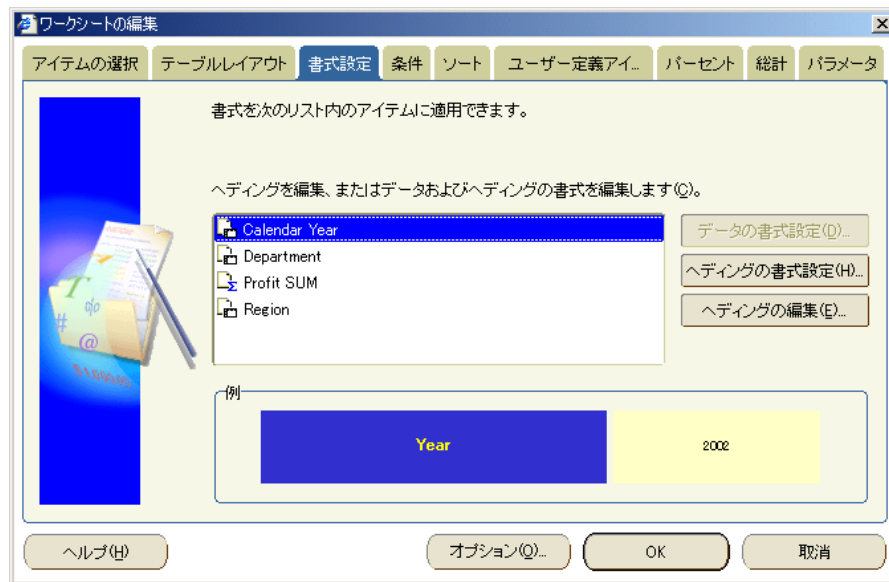 ワークシートの編集
アイテムの選択 テーブルレイアウト 書式設定 条件 ソート ユーザー定義アイ... パーセント 総計 パラメータ
書式を次のリスト内のアイテムに適用できます。
ヘディングを編集、またはデータおよびヘディングの書式を編集します(C)。
Calendar Year
Department
Profit SUM
Region
データの書式設定(D)...
ヘディングの書式設定(H)...
ヘディングの編集(E)...
例
Year 2002
ヘルプ(H) オプション(O)... OK 取消